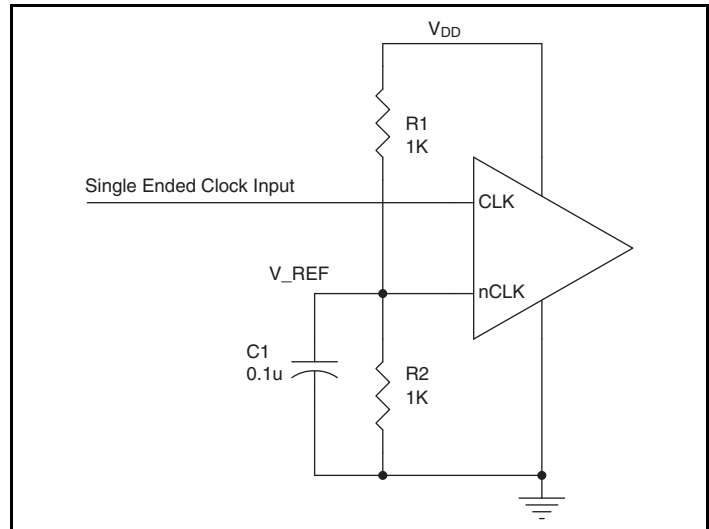 VDD
R1
1K
Single Ended Clock Input
CLK
V_REF
nCLK
C1
0.1u
R2
1K